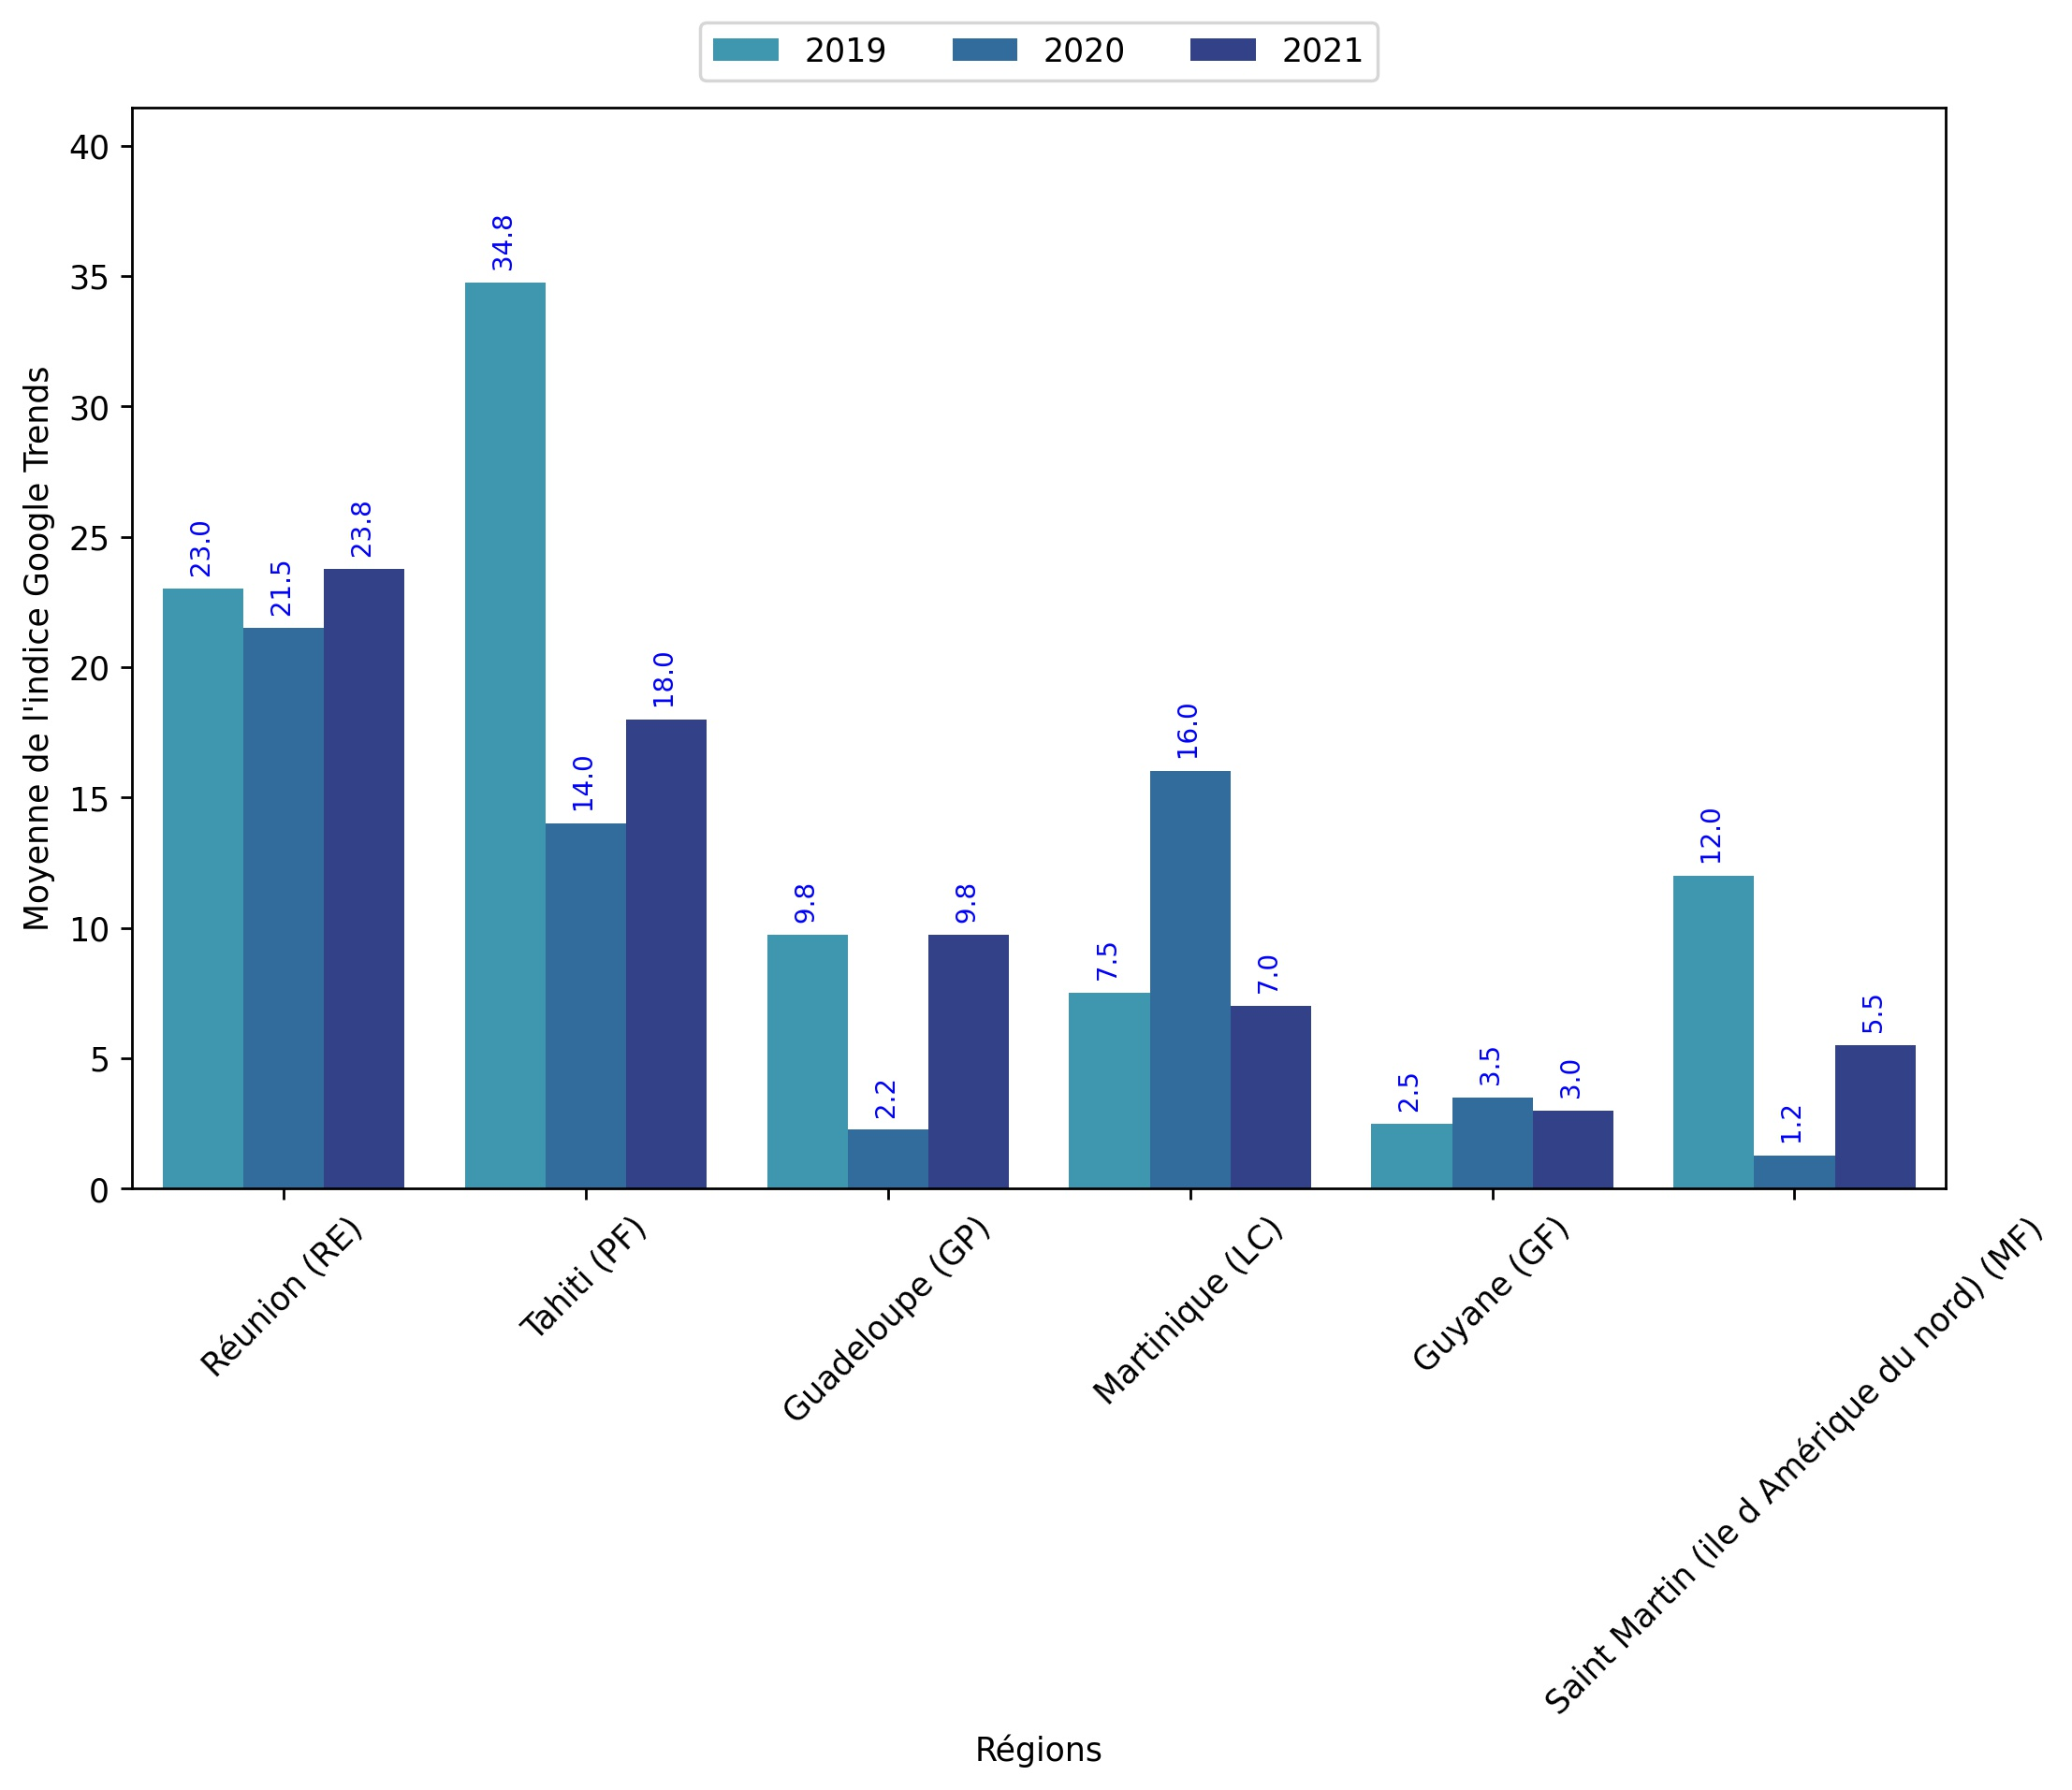 2019 2020 2021
Moyenne de l'indice Google Trends
40
35
30
25
20
15
10
5
0
23.0 21.5 23.8
34.8 14.0 18.0
9.8 2.2 9.8
7.5 16.0 7.0
2.5 3.5 3.0
12.0 1.2 5.5
Réunion (RE)
Tahiti (PF)
Guadeloupe (GP)
Martinique (LC)
Guyane (GF)
Saint Martin (ile d Amérique du nord) (MF)
Régions